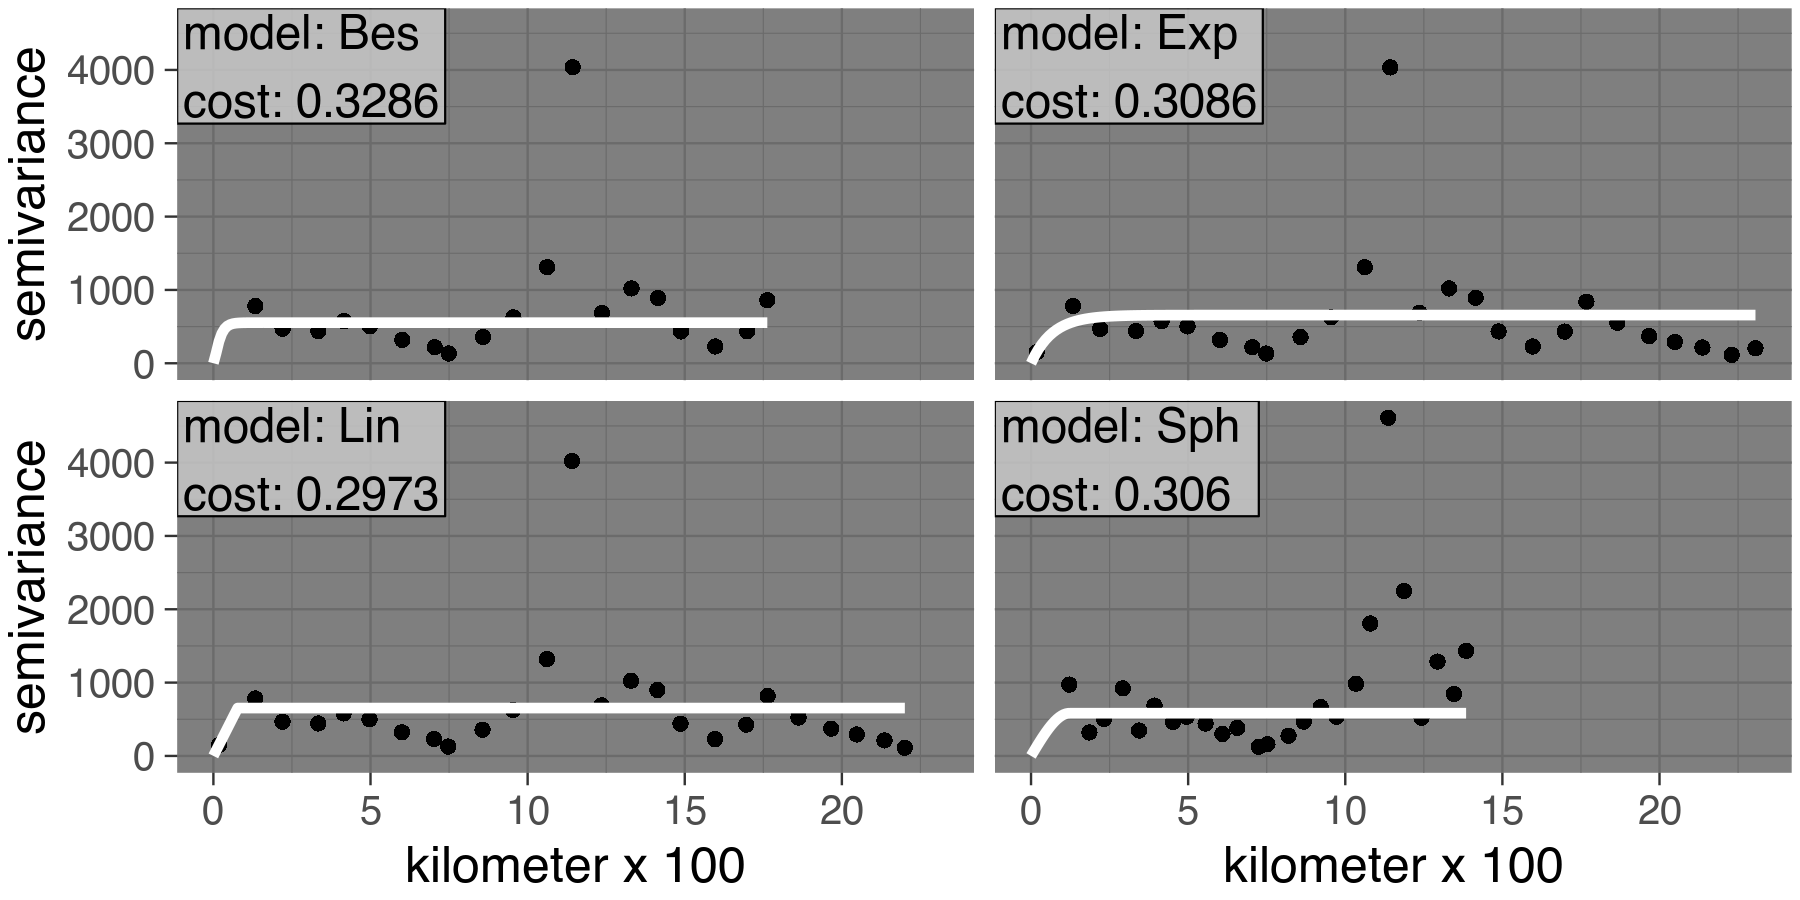 model: Bes
cost: 0.3286
model: Exp
cost: 0.3086
semivariance
4000
3000
2000
1000
0
model: Lin
cost: 0.2973
model: Sph
cost: 0.306
semivariance
4000
3000
2000
1000
0
0 5 10 15 20
0 5 10 15 20
kilometer x 100
kilometer x 100